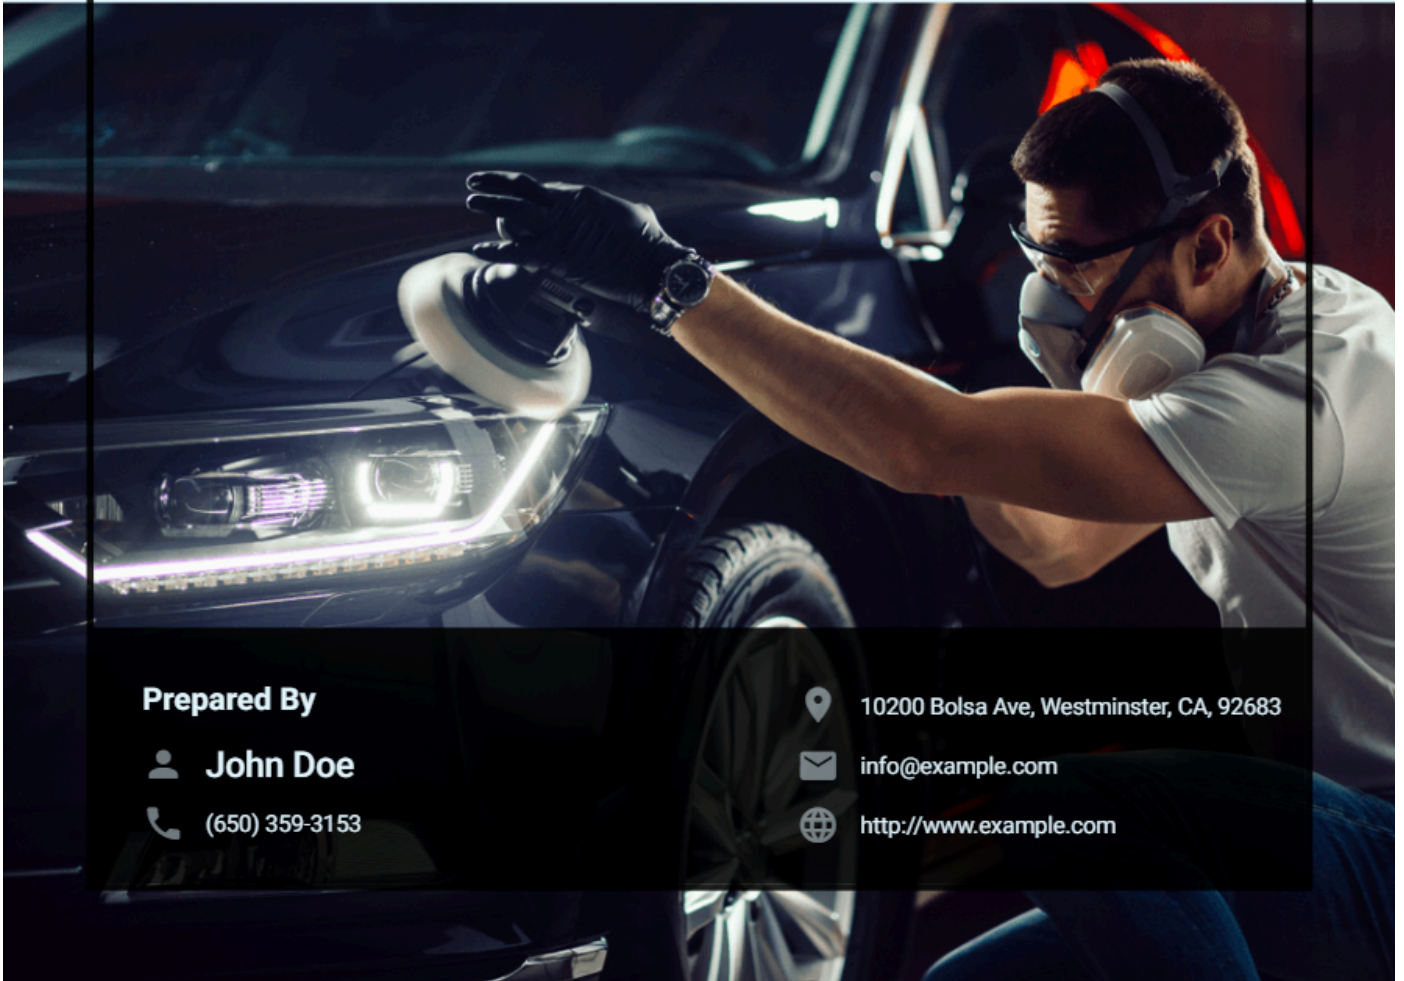 Prepared By
John Doe
(650) 359-3153
10200 Bolsa Ave, Westminster, CA, 92683
info@example.com
http://www.example.com